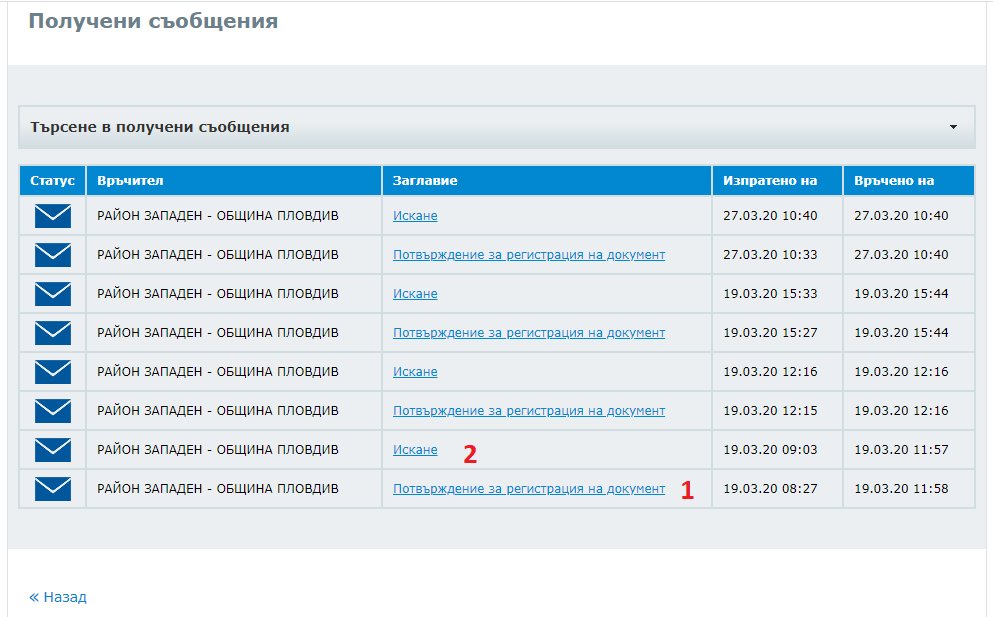 Получени съобщения
Търсене в получени съобщения
Статус Връчител Заглавие Изпратено на Връчено на
РАЙОН ЗАПАДЕН - ОБЩИНА ПЛОВДИВ Искане 27.03.20 10:40 27.03.20 10:40
РАЙОН ЗАПАДЕН - ОБЩИНА ПЛОВДИВ Потвърждение за регистрация на документ 27.03.20 10:33 27.03.20 10:40
РАЙОН ЗАПАДЕН - ОБЩИНА ПЛОВДИВ Искане 19.03.20 15:33 19.03.20 15:44
РАЙОН ЗАПАДЕН - ОБЩИНА ПЛОВДИВ Потвърждение за регистрация на документ 19.03.20 15:27 19.03.20 15:44
РАЙОН ЗАПАДЕН - ОБЩИНА ПЛОВДИВ Искане 19.03.20 12:16 19.03.20 12:16
РАЙОН ЗАПАДЕН - ОБЩИНА ПЛОВДИВ Потвърждение за регистрация на документ 19.03.20 12:15 19.03.20 12:16
РАЙОН ЗАПАДЕН - ОБЩИНА ПЛОВДИВ Искане 2 19.03.20 09:03 19.03.20 11:57
РАЙОН ЗАПАДЕН - ОБЩИНА ПЛОВДИВ Потвърждение за регистрация на документ 1 19.03.20 08:27 19.03.20 11:58
« Назад